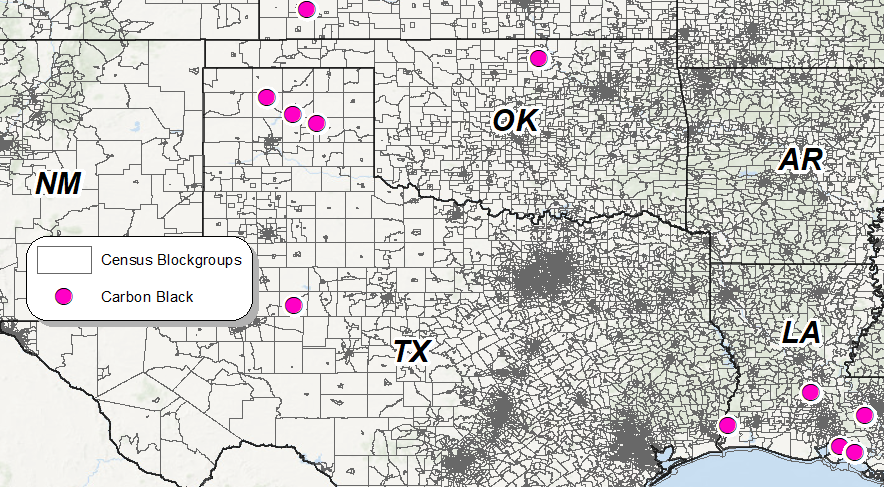 OK
AR
NM
Census Blockgroups
Carbon Black
LA
TX